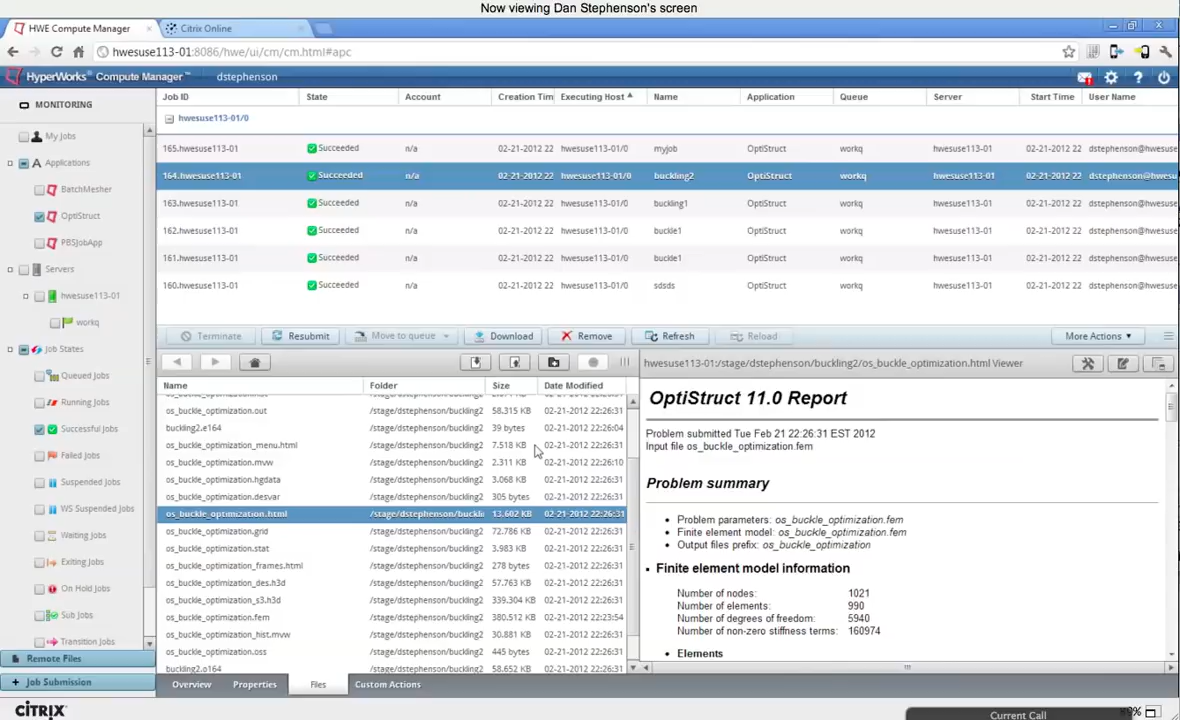 Now viewing Dan Stephenson's screen
HWE Compute Manager
Citrix Online
hwesuse113-01:8086/hwe/ui/cm/cm.html#apc
HyperWorks® Compute Manager™ dstephenson
MONITORING
My Jobs
Applications
BatchMesher
OptiStruct
PBSJobApp
Servers
hwesuse113-01
workq
Job States
Queued Jobs
Running Jobs
Successful Jobs
Failed Jobs
Suspended Jobs
WS Suspended Jobs
Waiting Jobs
Exiting Jobs
On Hold Jobs
Sub Jobs
Transition Jobs
Remote Files
Job Submission
Job ID State Account Creation Tim Executing Host Name Application Queue Server Start Time User Name
hwesuse113-01/0
165.hwesuse113-01 Succeeded n/a 02-21-2012 22 hwesuse113-01/0 myjob OptiStruct workq hwesuse113-01 02-21-2012 22 dstephenson@hwesu
164.hwesuse113-01 Succeeded n/a 02-21-2012 22 hwesuse113-01/0 buckling2 OptiStruct workq hwesuse113-01 02-21-2012 22 dstephenson@hwesu
163.hwesuse113-01 Succeeded n/a 02-21-2012 22 hwesuse113-01/0 buckling1 OptiStruct workq hwesuse113-01 02-21-2012 22 dstephenson@hwesu
162.hwesuse113-01 Succeeded n/a 02-21-2012 22 hwesuse113-01/0 buckle1 OptiStruct workq hwesuse113-01 02-21-2012 22 dstephenson@hwesu
161.hwesuse113-01 Succeeded n/a 02-21-2012 22 hwesuse113-01/0 buckle1 OptiStruct workq hwesuse113-01 02-21-2012 22 dstephenson@hwesu
160.hwesuse113-01 Succeeded n/a 02-21-2012 22 hwesuse113-01/0 sdsds OptiStruct workq hwesuse113-01 02-21-2012 22 dstephenson@hwesu
Terminate Resubmit Move to queue Download Remove Refresh Reload More Actions
Name Folder Size Date Modified
os_buckle_optimization.out /stage/dstephenson/buckling2 58.315 KB 02-21-2012 22:26:31
buckling2.e164 /stage/dstephenson/buckling2 39 bytes 02-21-2012 22:26:04
os_buckle_optimization_menu.html /stage/dstephenson/buckling2 7.518 KB 02-21-2012 22:26:31
os_buckle_optimization.mvw /stage/dstephenson/buckling2 2.311 KB 02-21-2012 22:26:10
os_buckle_optimization.hgdata /stage/dstephenson/buckling2 3.068 KB 02-21-2012 22:26:31
os_buckle_optimization.desvar /stage/dstephenson/buckling2 305 bytes 02-21-2012 22:26:31
os_buckle_optimization.html /stage/dstephenson/bucklin 13.602 KB 02-21-2012 22:26:31
os_buckle_optimization.grid /stage/dstephenson/buckling2 72.786 KB 02-21-2012 22:26:31
os_buckle_optimization.stat /stage/dstephenson/buckling2 3.983 KB 02-21-2012 22:26:31
os_buckle_optimization_frames.html /stage/dstephenson/buckling2 278 bytes 02-21-2012 22:26:31
os_buckle_optimization_des.h3d /stage/dstephenson/buckling2 57.763 KB 02-21-2012 22:26:31
os_buckle_optimization_s3.h3d /stage/dstephenson/buckling2 339.304 KB 02-21-2012 22:26:31
os_buckle_optimization.fem /stage/dstephenson/buckling2 380.512 KB 02-21-2012 22:23:54
os_buckle_optimization_hist.mvw /stage/dstephenson/buckling2 30.881 KB 02-21-2012 22:26:31
os_buckle_optimization.oss /stage/dstephenson/buckling2 445 bytes 02-21-2012 22:26:31
buckling2.o164 /stage/dstephenson/buckling2 58.652 KB 02-21-2012 22:26:31
Overview Properties Files Custom Actions
hwesuse113-01:/stage/dstephenson/buckling2/os_buckle_optimization.html Viewer
OptiStruct 11.0 Report
Problem submitted Tue Feb 21 22:26:31 EST 2012
Input file os_buckle_optimization.fem
Problem summary
• Problem parameters: os_buckle_optimization.fem
• Finite element model: os_buckle_optimization.fem
• Output files prefix: os_buckle_optimization
• Finite element model information
Number of nodes: 1021
Number of elements: 990
Number of degrees of freedom: 5940
Number of non-zero stiffness terms: 160974
• Elements
CITRIX
Current Call